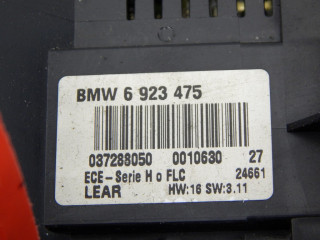 BMW 6 923 475
037288050 0010630 27
ECE-Serie H o FLC 24661
LEAR HW:16 SW:3.11